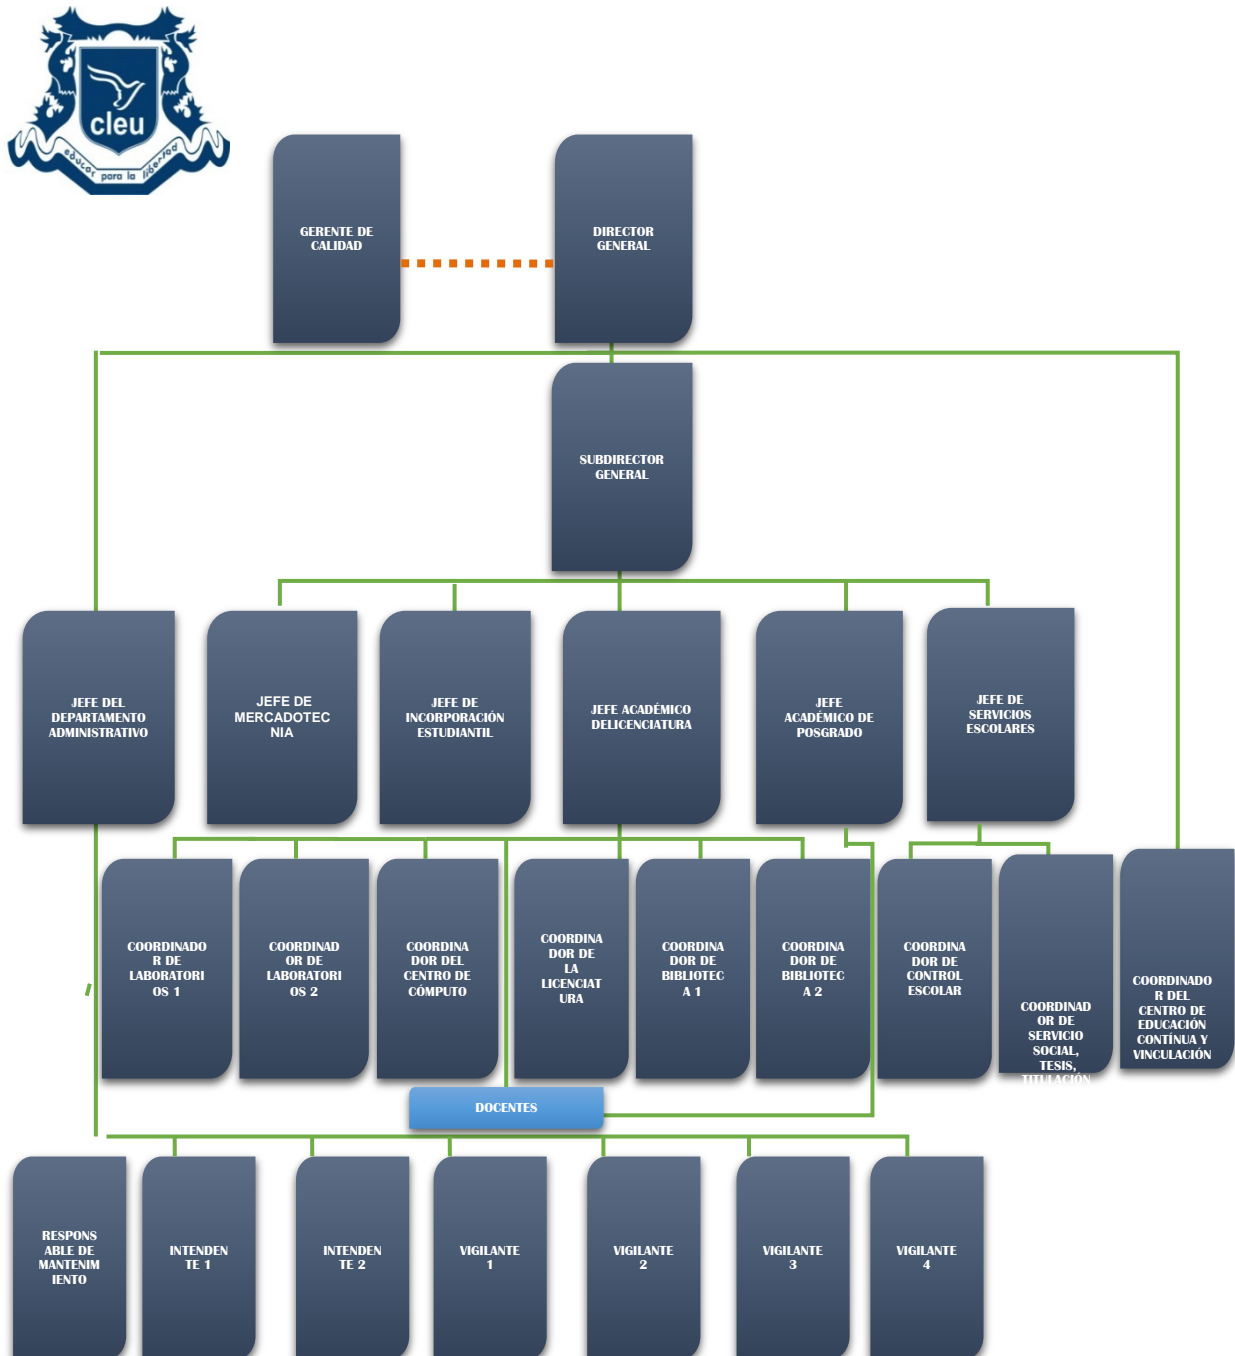 cleu
educar para la libertad
GERENTE DE
CALIDAD
DIRECTOR
GENERAL
SUBDIRECTOR
GENERAL
JEFE DEL
DEPARTAMENTO
ADMINISTRATIVO
JEFE DE
MERCADOTEC
NIA
JEFE DE
INCORPORACIÓN
ESTUDIANTIL
JEFE ACADÉMICO
DELICENCIATURA
JEFE
ACADÉMICO DE
POSGRADO
JEFE DE
SERVICIOS
ESCOLARES
COORDINADO
R DE
LABORATORI
OS 1
COORDINAD
OR DE
LABORATORI
OS 2
COORDINA
DOR DEL
CENTRO DE
CÓMPUTO
COORDINA
DOR DE
LA
LICENCIAT
URA
COORDINA
DOR DE
BIBLIOTEC
A 1
COORDINA
DOR DE
BIBLIOTEC
A 2
COORDINA
DOR DE
CONTROL
ESCOLAR
COORDINAD
OR DE
SERVICIO
SOCIAL,
TESIS,
TITULACIÓN
COORDINADO
R DEL
CENTRO DE
EDUCACIÓN
CONTÍNUA Y
VINCULACIÓN
DOCENTES
RESPONS
ABLE DE
MANTENIM
IENTO
INTENDEN
TE 1
INTENDEN
TE 2
VIGILANTE
1
VIGILANTE
2
VIGILANTE
3
VIGILANTE
4